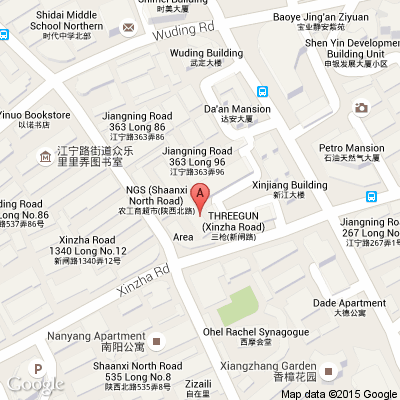 Shimei Building
时美大厦
Shidai Middle
School Northern
时代中学北部
Wuding Rd
Baoye Jing'an Ziyuan
宝业静安紫苑
Wuding Building
武定大楼
Shen Yin Development
Building Unit
申银发展大厦小区
Yinuo Bookstore
以诺书店
Jiangning Road
363 Long 86
江宁路363弄86
Da'an Mansion
达安大厦
江宁路街道众乐
里里弄图书室
Jiangning Road
363 Long 96
江宁路363弄96
Petro Mansion
石油天然气大厦
NGS (Shaanxi
North Road)
农工商超市(陕西北路)
A
Xinjiang Building
新江大楼
Road
Long No.86
537弄86号
THREEGUN
(Xinzha Road)
三枪(新闸路)
Area
Jiangning Road
267 Long No
江宁路267弄1号
Xinzha Road
1340 Long No.12
新闸路1340弄12号
Xinzha Rd
Dade Apartment
大德公寓
Nanyang Apartment
南阳公寓
Ohel Rachel Synagogue
西摩会堂
P
Shaanxi North Road
535 Long No.8
陕西北路535弄8号
Xiangzhang Garden
香樟花园
Zizaili
自在里
Google
Map data ©2015 Google